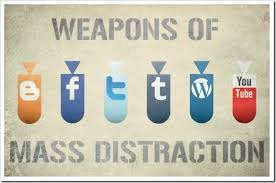 WEAPONS OF
f t t W You
Tube
MASS DISTRACTION